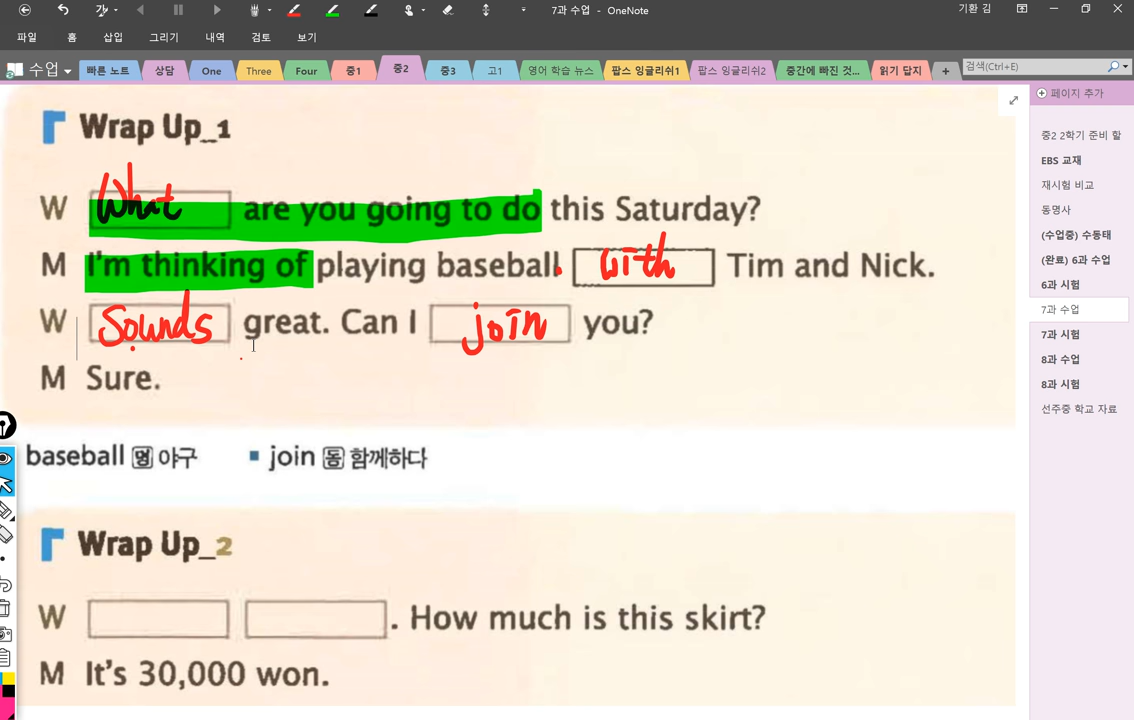 7과 수업 - OneNote
기환 김
파일 홈 삽입 그리기 내역 검토 보기
수업 빠른 노트 상담 One Three Four 중1 중2 중3 고1 영어 학습 뉴스 팝스 잉글리쉬1 팝스 잉글리쉬2 중간에 빠진 것... 읽기 답지 + 검색(Ctrl+E)
페이지 추가
중2 2학기 준비 할
EBS 교재
재시험 비교
동명사
(수업중) 수동태
(완료) 6과 수업
6과 시험
7과 수업
7과 시험
8과 수업
8과 시험
선주중 학교 자료
Wrap Up_1
W What are you going to do this Saturday?
M I'm thinking of playing baseball. with Tim and Nick.
W Sounds great. Can I join you?
M Sure.
baseball 명 야구 ■ join 동 함께하다
Wrap Up_2
W . How much is this skirt?
M It's 30,000 won.